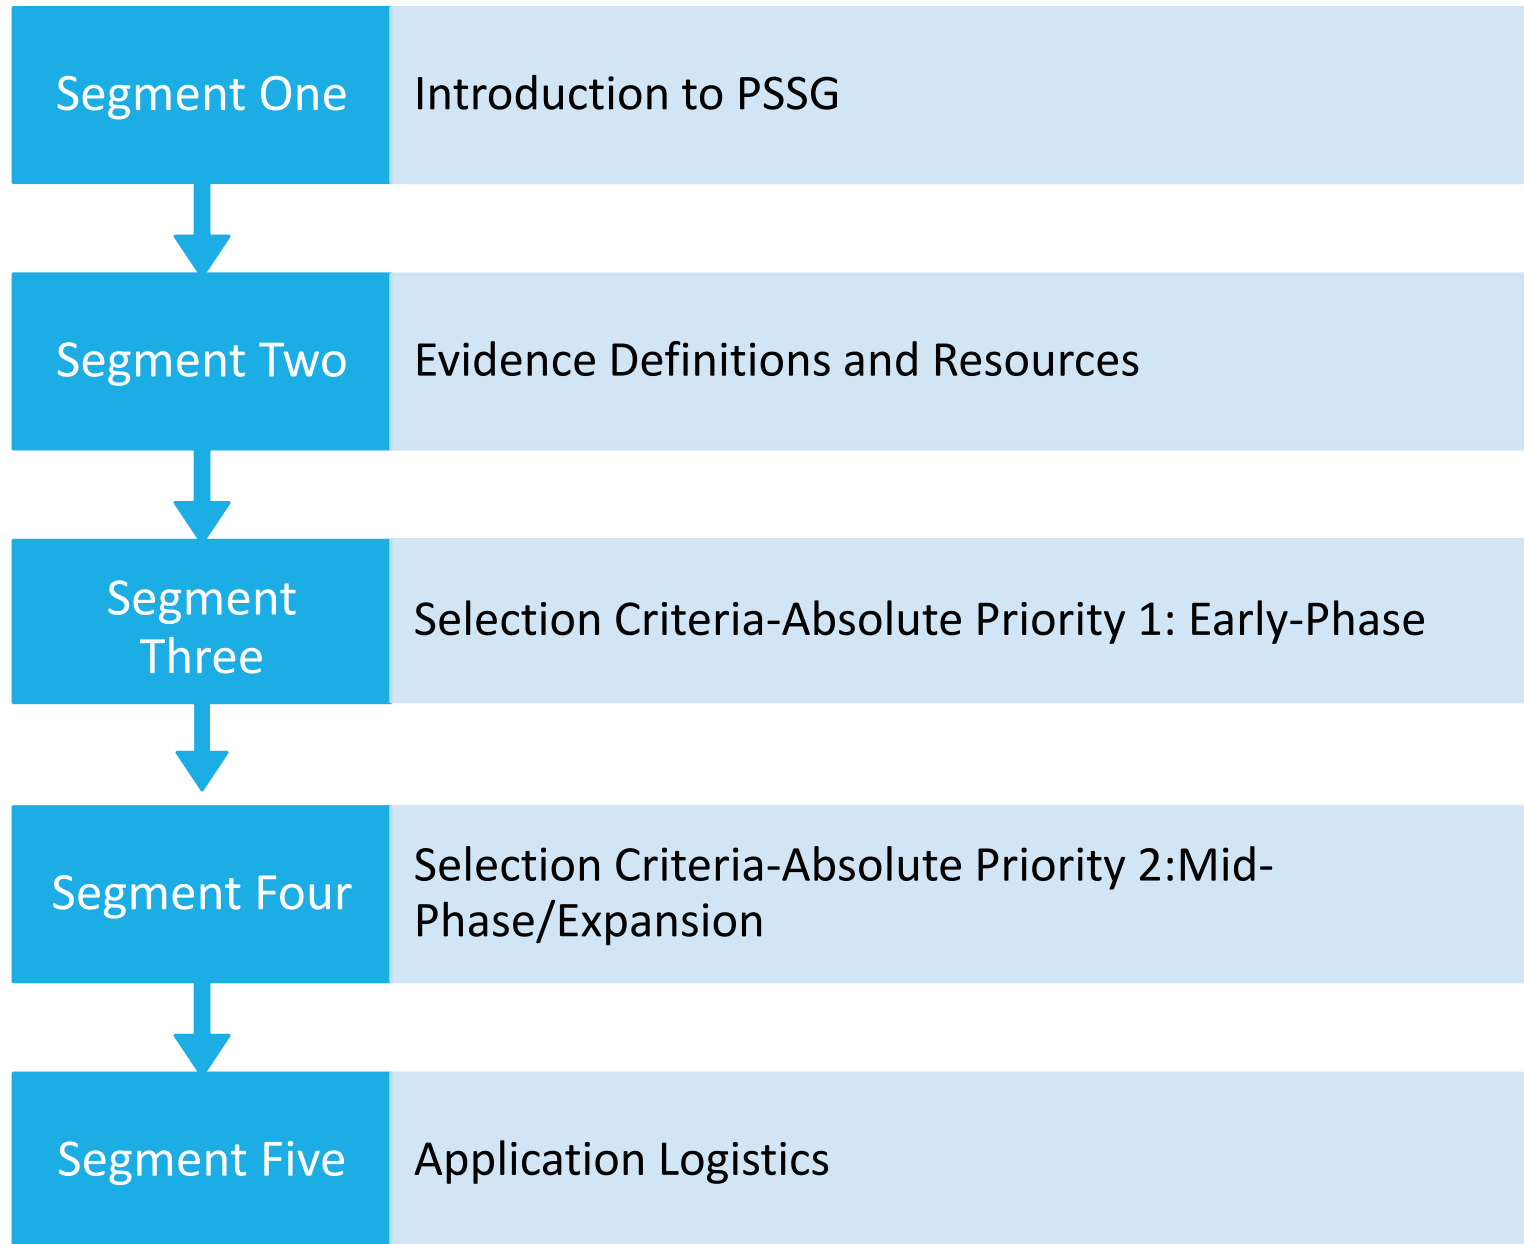 Segment One
Introduction to PSSG
Segment Two
Evidence Definitions and Resources
Segment
Three
Selection Criteria-Absolute Priority 1: Early-Phase
Segment Four
Selection Criteria-Absolute Priority 2:Mid-
Phase/Expansion
Segment Five
Application Logistics